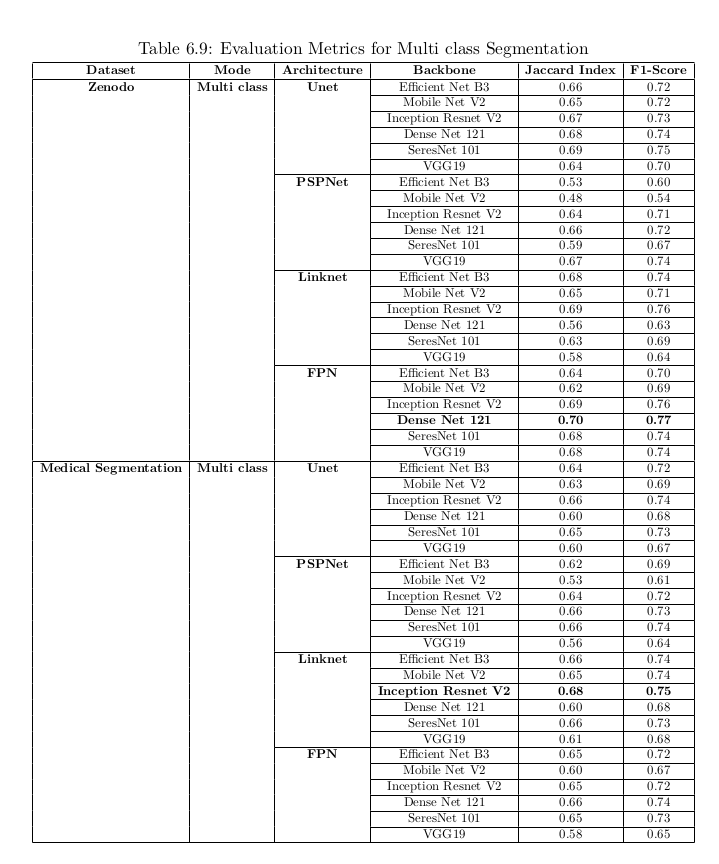 Table 6.9: Evaluation Metrics for Multi class Segmentation
Dataset Mode Architecture Backbone Jaccard Index F1-Score
Zenodo Multi class Unet Efficient Net B3 0.66 0.72
Mobile Net V2 0.65 0.72
Inception Resnet V2 0.67 0.73
Dense Net 121 0.68 0.74
SeresNet 101 0.69 0.75
VGG19 0.64 0.70
PSPNet Efficient Net B3 0.53 0.60
Mobile Net V2 0.48 0.54
Inception Resnet V2 0.64 0.71
Dense Net 121 0.66 0.72
SeresNet 101 0.59 0.67
VGG19 0.67 0.74
Linknet Efficient Net B3 0.68 0.74
Mobile Net V2 0.65 0.71
Inception Resnet V2 0.69 0.76
Dense Net 121 0.56 0.63
SeresNet 101 0.63 0.69
VGG19 0.58 0.64
FPN Efficient Net B3 0.64 0.70
Mobile Net V2 0.62 0.69
Inception Resnet V2 0.69 0.76
Dense Net 121 0.70 0.77
SeresNet 101 0.68 0.74
VGG19 0.68 0.74
Medical Segmentation Multi class Unet Efficient Net B3 0.64 0.72
Mobile Net V2 0.63 0.69
Inception Resnet V2 0.66 0.74
Dense Net 121 0.60 0.68
SeresNet 101 0.65 0.73
VGG19 0.60 0.67
PSPNet Efficient Net B3 0.62 0.69
Mobile Net V2 0.53 0.61
Inception Resnet V2 0.64 0.72
Dense Net 121 0.66 0.73
SeresNet 101 0.66 0.74
VGG19 0.56 0.64
Linknet Efficient Net B3 0.66 0.74
Mobile Net V2 0.65 0.74
Inception Resnet V2 0.68 0.75
Dense Net 121 0.60 0.68
SeresNet 101 0.66 0.73
VGG19 0.61 0.68
FPN Efficient Net B3 0.65 0.72
Mobile Net V2 0.60 0.67
Inception Resnet V2 0.65 0.72
Dense Net 121 0.66 0.74
SeresNet 101 0.65 0.73
VGG19 0.58 0.65